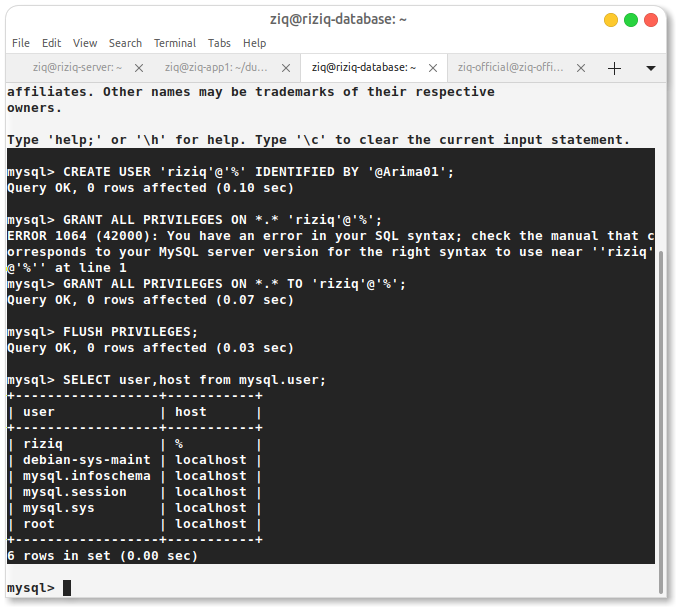 ziq@riziq-database: ~
File Edit View Search Terminal Tabs Help
ziq@riziq-server: ~ ziq@ziq-app1: ~/du... ziq@riziq-database: ~ ziq-official@ziq-offi...
affiliates. Other names may be trademarks of their respective
owners.
Type 'help;' or '\h' for help. Type '\c' to clear the current input statement.
mysql> CREATE USER 'riziq'@'%' IDENTIFIED BY '@Arima01';
Query OK, 0 rows affected (0.10 sec)
mysql> GRANT ALL PRIVILEGES ON *.* 'riziq'@'%';
ERROR 1064 (42000): You have an error in your SQL syntax; check the manual that c
orresponds to your MySQL server version for the right syntax to use near ''riziq'
@'%'' at line 1
mysql> GRANT ALL PRIVILEGES ON *.* TO 'riziq'@'%';
Query OK, 0 rows affected (0.07 sec)
mysql> FLUSH PRIVILEGES;
Query OK, 0 rows affected (0.03 sec)
mysql> SELECT user,host from mysql.user;
+------------------+-----------+
| user             | host      |
+------------------+-----------+
| riziq            | %         |
| debian-sys-maint | localhost |
| mysql.infoschema | localhost |
| mysql.session    | localhost |
| mysql.sys        | localhost |
| root             | localhost |
+------------------+-----------+
6 rows in set (0.00 sec)
mysql>